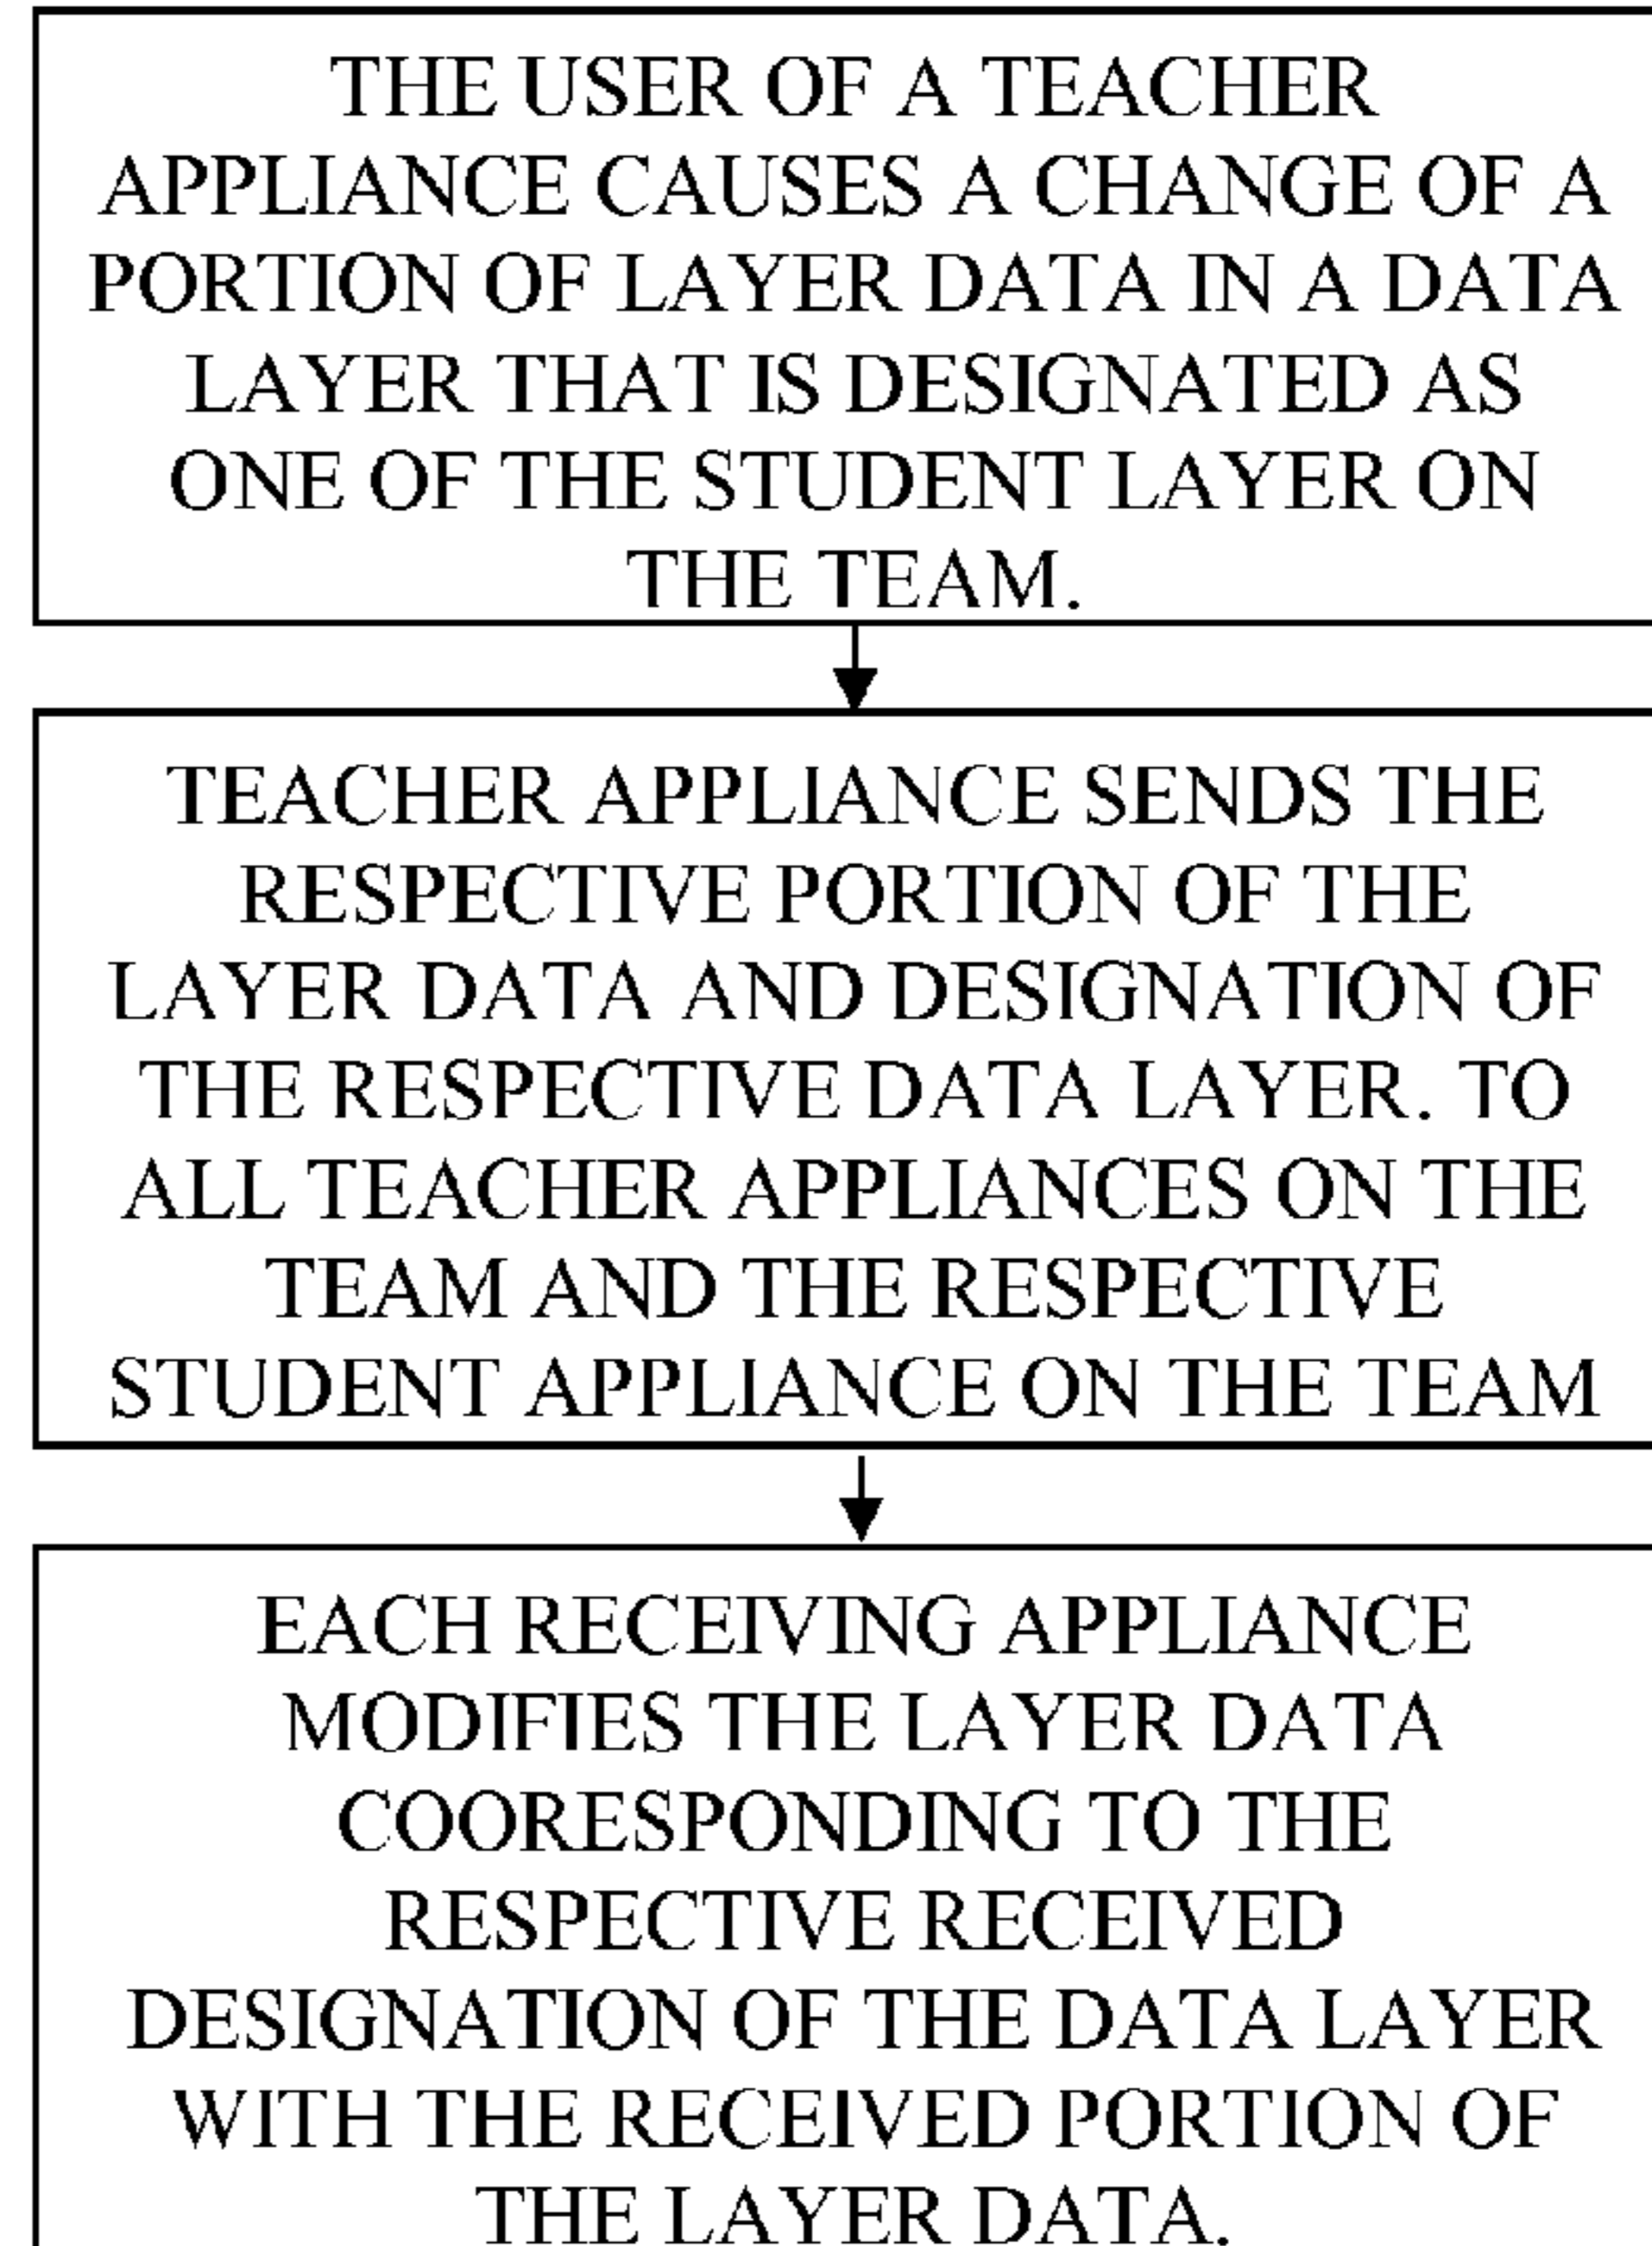 THE USER OF A TEACHER
APPLIANCE CAUSES A CHANGE OF A
PORTION OF LAYER DATA IN A DATA
LAYER THAT IS DESIGNATED AS
ONE OF THE STUDENT LAYER ON
THE TEAM.
TEACHER APPLIANCE SENDS THE
RESPECTIVE PORTION OF THE
LAYER DATA AND DESIGNATION OF
THE RESPECTIVE DATA LAYER. TO
ALL TEACHER APPLIANCES ON THE
TEAM AND THE RESPECTIVE
STUDENT APPLIANCE ON THE TEAM
EACH RECEIVING APPLIANCE
MODIFIES THE LAYER DATA
COORESPONDING TO THE
RESPECTIVE RECEIVED
DESIGNATION OF THE DATA LAYER
WITH THE RECEIVED PORTION OF
THE LAYER DATA.